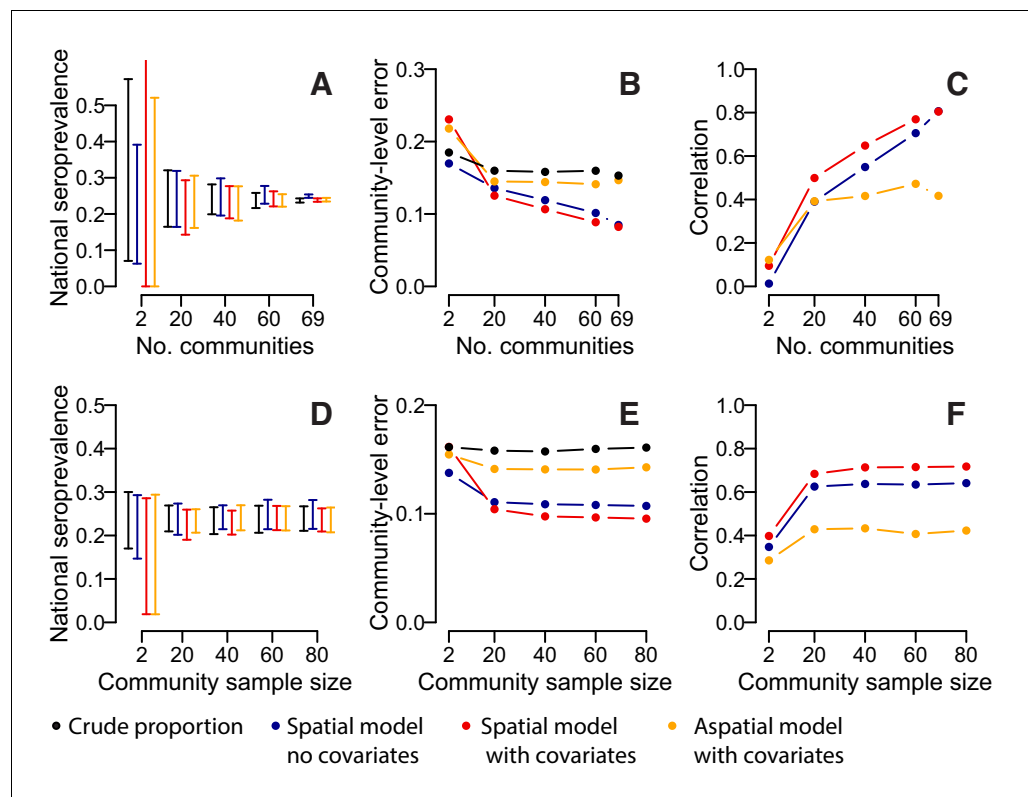 A
National seroprevalence
0.5
0.4
0.3
0.2
0.1
0.0
2 20 40 60 69
No. communities
B
Community-level error
0.3
0.2
0.1
0.0
2 20 40 60 69
No. communities
C
Correlation
1.0
0.8
0.6
0.4
0.2
0.0
2 20 40 60 69
No. communities
D
National seroprevalence
0.5
0.4
0.3
0.2
0.1
0.0
2 20 40 60 80
Community sample size
E
Community-level error
0.2
0.1
0.0
2 20 40 60 80
Community sample size
F
Correlation
1.0
0.8
0.6
0.4
0.2
0.0
2 20 40 60 80
Community sample size
Crude proportion
Spatial model
no covariates
Spatial model
with covariates
Aspatial model
with covariates